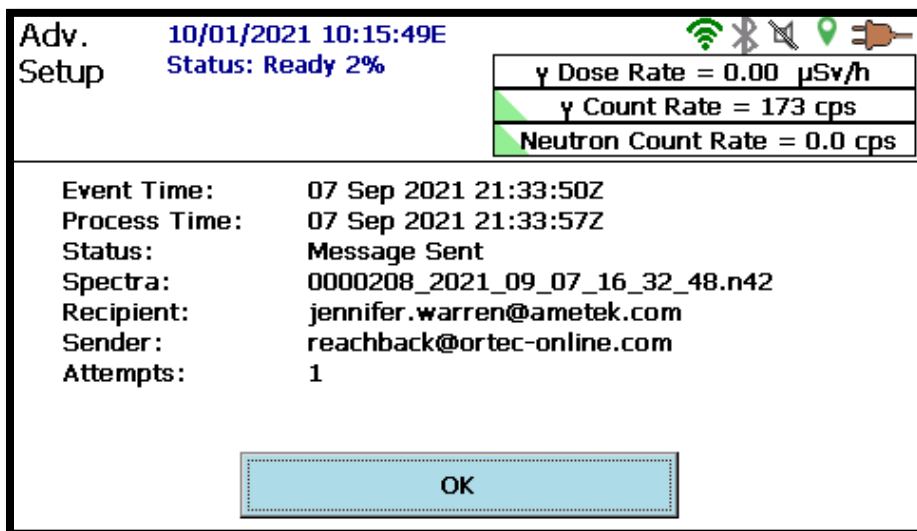 Adv. Setup
10/01/2021 10:15:49E
Status: Ready 2%
γ Dose Rate = 0.00 μSv/h
γ Count Rate = 173 cps
Neutron Count Rate = 0.0 cps
Event Time: 07 Sep 2021 21:33:50Z
Process Time: 07 Sep 2021 21:33:57Z
Status: Message Sent
Spectra: 0000208_2021_09_07_16_32_48.n42
Recipient: jennifer.warren@ametek.com
Sender: reachback@ortec-online.com
Attempts: 1
OK